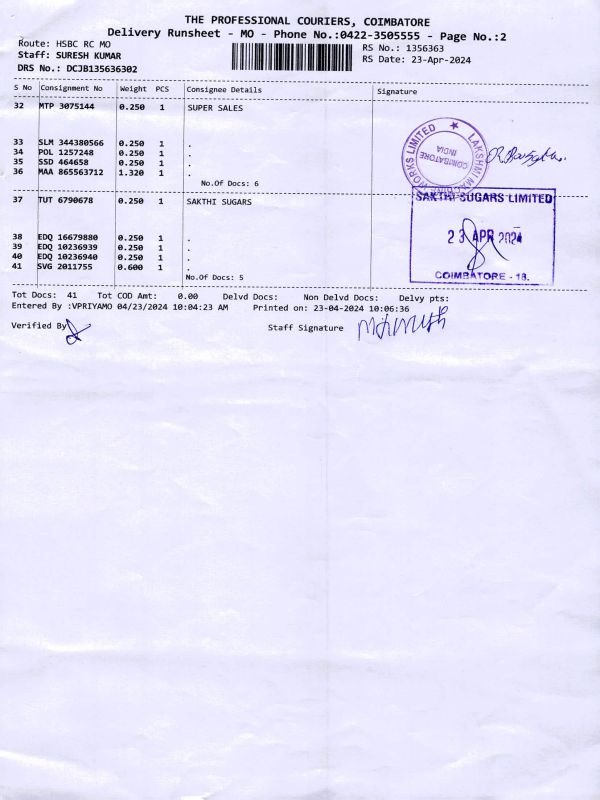 THE PROFESSIONAL COURIERS, COIMBATORE
Delivery Runsheet - MO - Phone No.:0422-3505555 - Page No.:2
Route: HSBC RC MO
RS No.: 1356363
Staff: SURESH KUMAR
RS Date: 23-Apr-2024
DRS No.: DCJB135636302
S No Consignment No Weight PCS Consignee Details Signature
32 MTP 3075144 0.250 1 SUPER SALES
33 SLM 344380566 0.250 1 .
34 POL 1257248 0.250 1 .
35 SSD 464658 0.250 1 .
36 MAA 865563712 1.320 1 .
No.Of Docs: 6
LAKSHMI MACHINE WORKS LIMITED ★
COIMBATORE
INDIA
37 TUT 6790678 0.250 1 SAKTHI SUGARS
38 EDQ 16679880 0.250 1 .
39 EDQ 10236939 0.250 1 .
40 EDQ 10236940 0.250 1 .
41 SVG 2011755 0.600 1 .
No.Of Docs: 5
SAKTHI SUGARS LIMITED
23 APR 2024
COIMBATORE - 18.
Tot Docs: 41 Tot COD Amt: 0.00 Delvd Docs: Non Delvd Docs: Delvy pts:
Entered By :VPRIYAMO 04/23/2024 10:04:23 AM Printed on: 23-04-2024 10:06:36
Verified By
Staff Signature